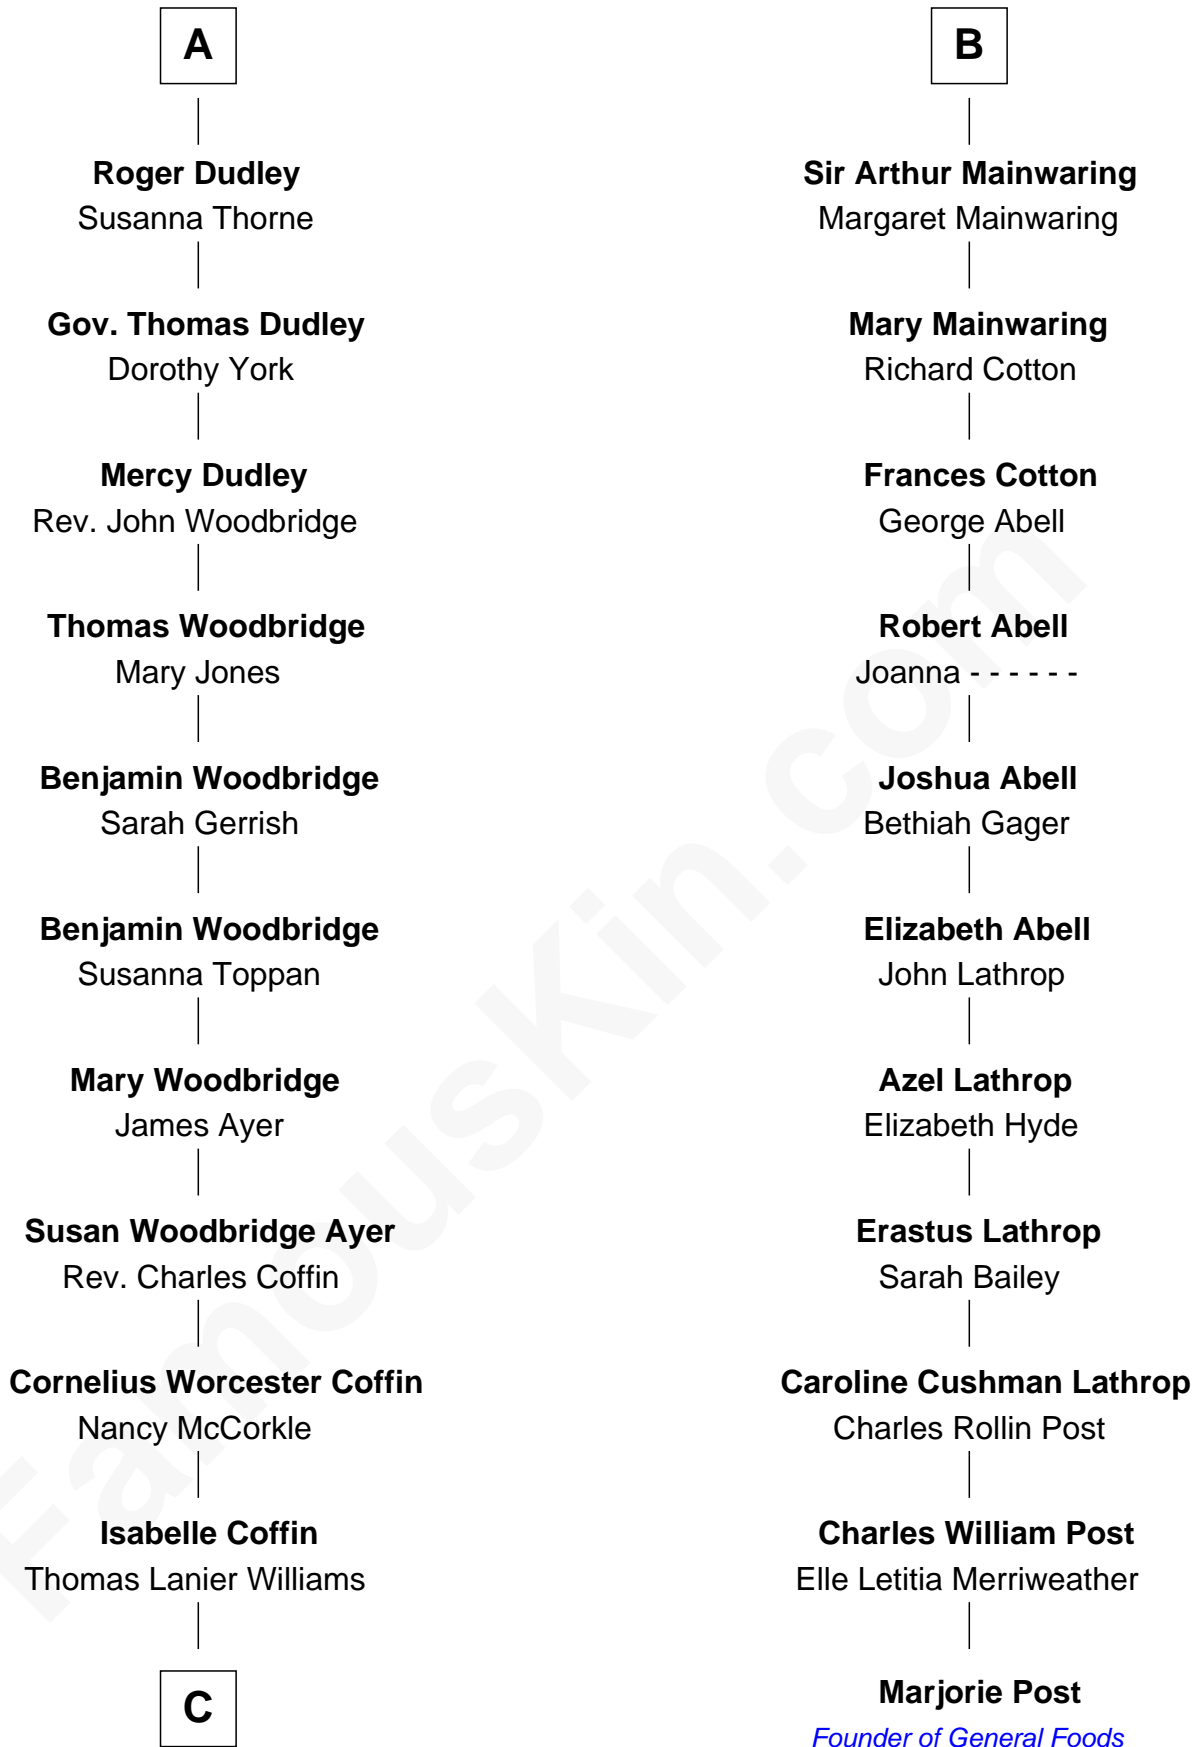 A
Roger Dudley
Susanna Thorne
Gov. Thomas Dudley
Dorothy York
Mercy Dudley
Rev. John Woodbridge
Thomas Woodbridge
Mary Jones
Benjamin Woodbridge
Sarah Gerrish
Benjamin Woodbridge
Susanna Toppan
Mary Woodbridge
James Ayer
Susan Woodbridge Ayer
Rev. Charles Coffin
Cornelius Worcester Coffin
Nancy McCorkle
Isabelle Coffin
Thomas Lanier Williams
C
B
Sir Arthur Mainwaring
Margaret Mainwaring
Mary Mainwaring
Richard Cotton
Frances Cotton
George Abell
Robert Abell
Joanna - - - - - -
Joshua Abell
Bethiah Gager
Elizabeth Abell
John Lathrop
Azel Lathrop
Elizabeth Hyde
Erastus Lathrop
Sarah Bailey
Caroline Cushman Lathrop
Charles Rollin Post
Charles William Post
Elle Letitia Merriweather
Marjorie Post
Founder of General Foods
FamousKin.com